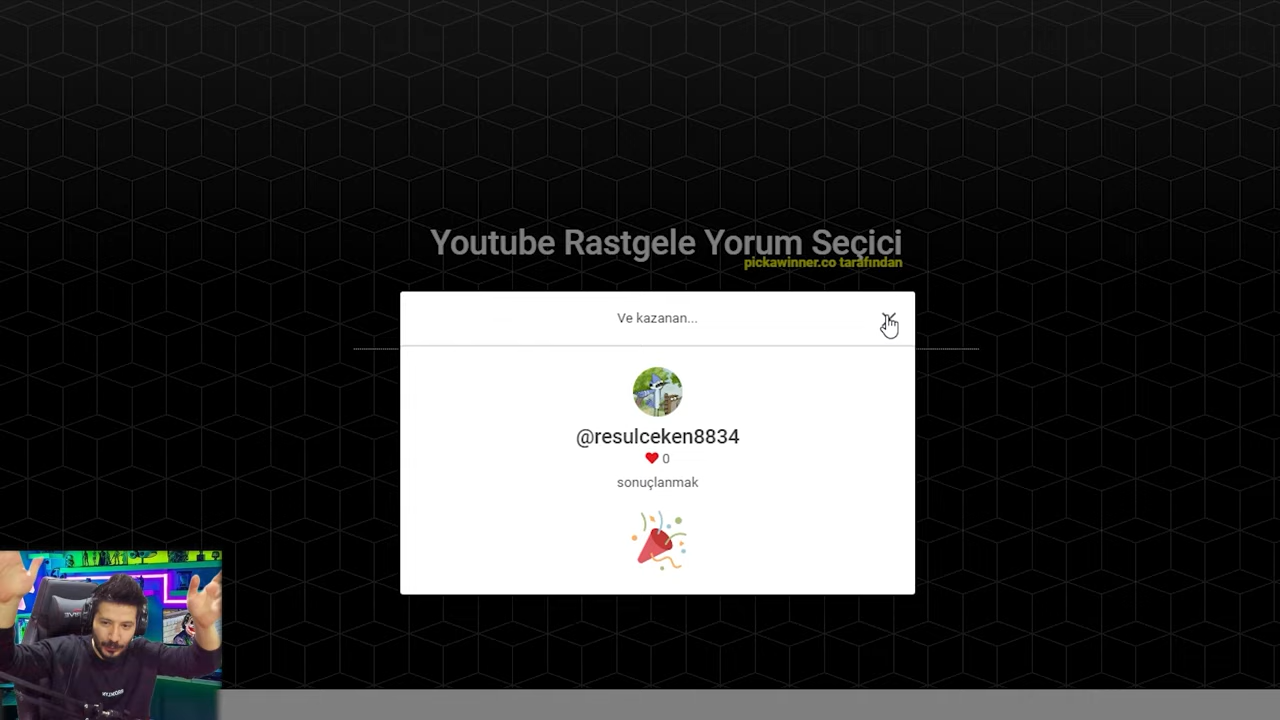 Youtube Rastgele Yorum Seçici
pickawinner.co tarafından
Ve kazanan...
@resulceken8834
0
sonuçlanmak